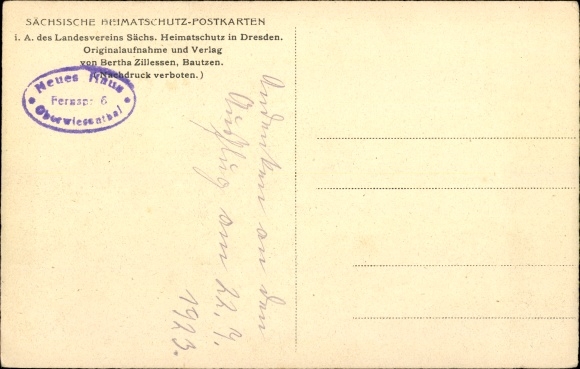 SÄCHSISCHE HEIMATSCHUTZ-POSTKARTEN
i. A. des Landesvereins Sächs. Heimatschutz in Dresden.
Originalaufnahme und Verlag
von Bertha Zillessen, Bautzen.
(Nachdruck verboten.)
Neues Haus
Fernspr. 6
Oberwiesenthal
Andenken an den
Ausflug am 22. 9.
1923.